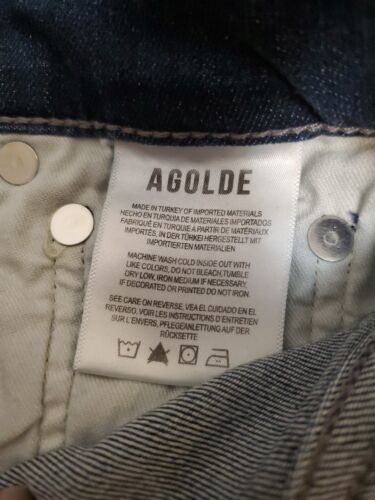 AGOLDE
MADE IN TURKEY OF IMPORTED MATERIALS
HECHO EN TURQUIA DE MATERIALES IMPORTADOS
FABRIQUE EN TURQUIE A PARTIR DE MATÉRIAUX
IMPORTÉS, IN DER TÜRKEI HERGESTELLT MIT
IMPORTIERTEN MATERIALIEN
MACHINE WASH COLD INSIDE OUT WITH
LIKE COLORS, DO NOT BLEACH,TUMBLE
DRY LOW, IRON MEDIUM IF NECESSARY,
IF DECORATED OR PRINTED DO NOT IRON.
SEE CARE ON REVERSE, VEA EL CUIDADO EN EL
REVERSO. VOIR LES INSTRUCTIONS D'ENTRETIEN
SUR L'ENVERS, PFLEGEANLEITUNG AUF DER
RÜCKSETTE